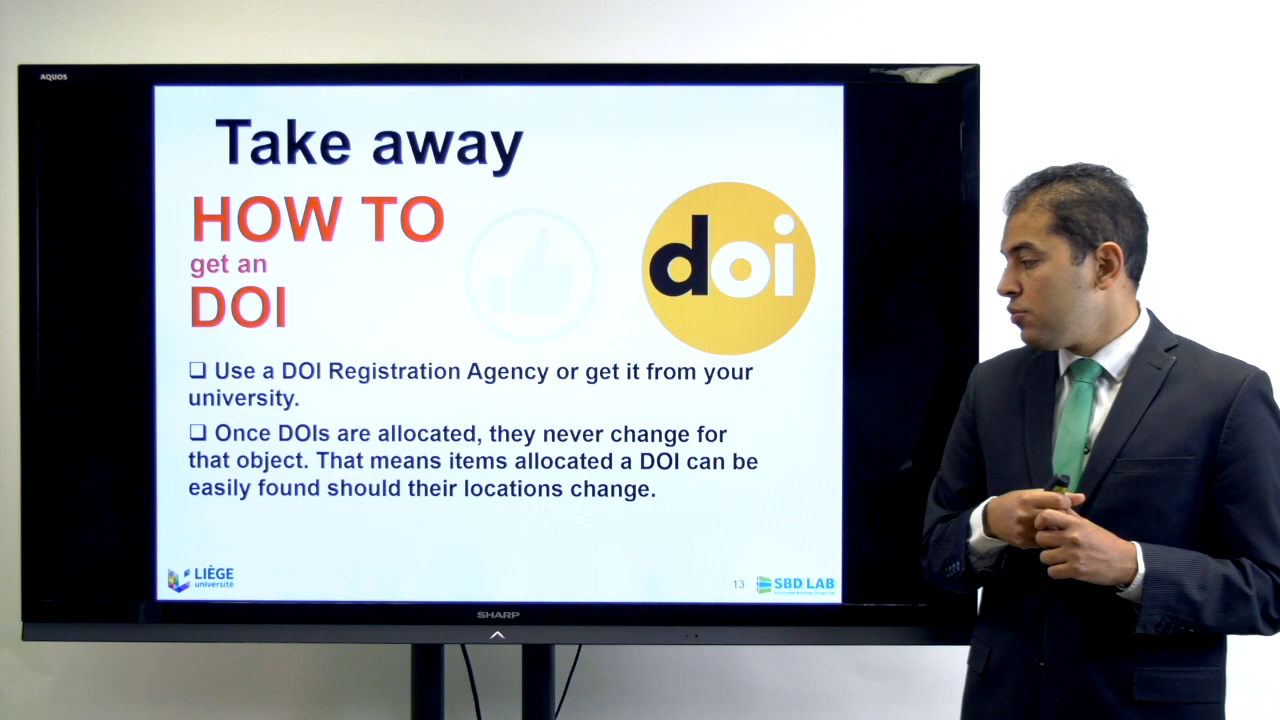 AQUOS
Take away
HOW TO
get an
DOI
doi
❑ Use a DOI Registration Agency or get it from your
university.
❑ Once DOIs are allocated, they never change for
that object. That means items allocated a DOI can be
easily found should their locations change.
LIÈGE
université
13
SBD LAB
SHARP